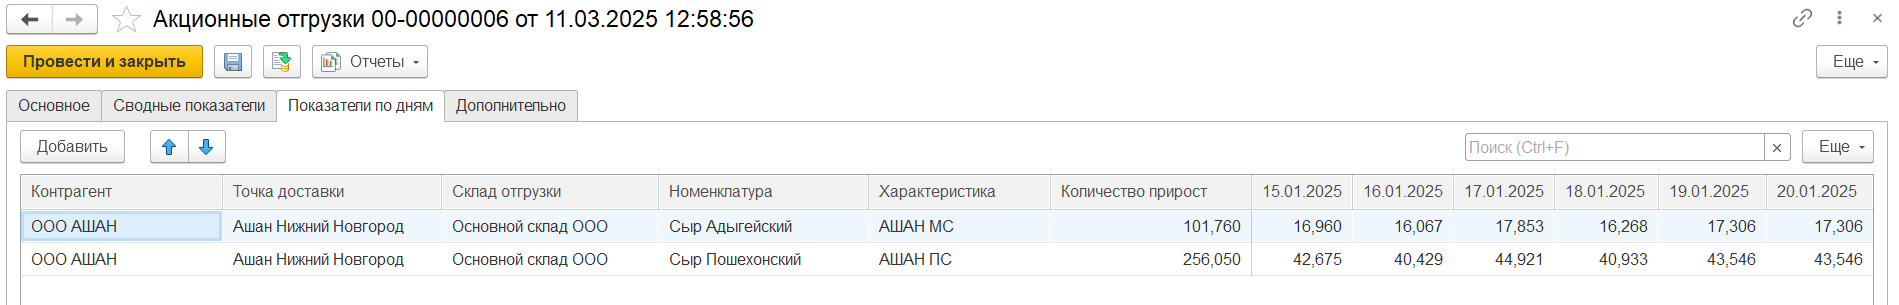 Акционные отгрузки 00-00000006 от 11.03.2025 12:58:56
Провести и закрыть Отчеты Еще
Основное Сводные показатели Показатели по дням Дополнительно
Добавить Поиск (Ctrl+F) × Еще
Контрагент Точка доставки Склад отгрузки Номенклатура Характеристика Количество прирост 15.01.2025 16.01.2025 17.01.2025 18.01.2025 19.01.2025 20.01.2025
ООО АШАН Ашан Нижний Новгород Основной склад ООО Сыр Адыгейский АШАН МС 101,760 16,960 16,067 17,853 16,268 17,306 17,306
ООО АШАН Ашан Нижний Новгород Основной склад ООО Сыр Пошехонский АШАН ПС 256,050 42,675 40,429 44,921 40,933 43,546 43,546